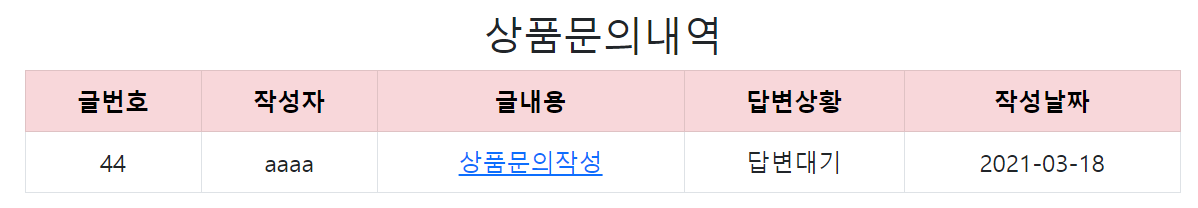 상품문의내역
글번호 작성자 글내용 답변상황 작성날짜
44 aaaa 상품문의작성 답변대기 2021-03-18